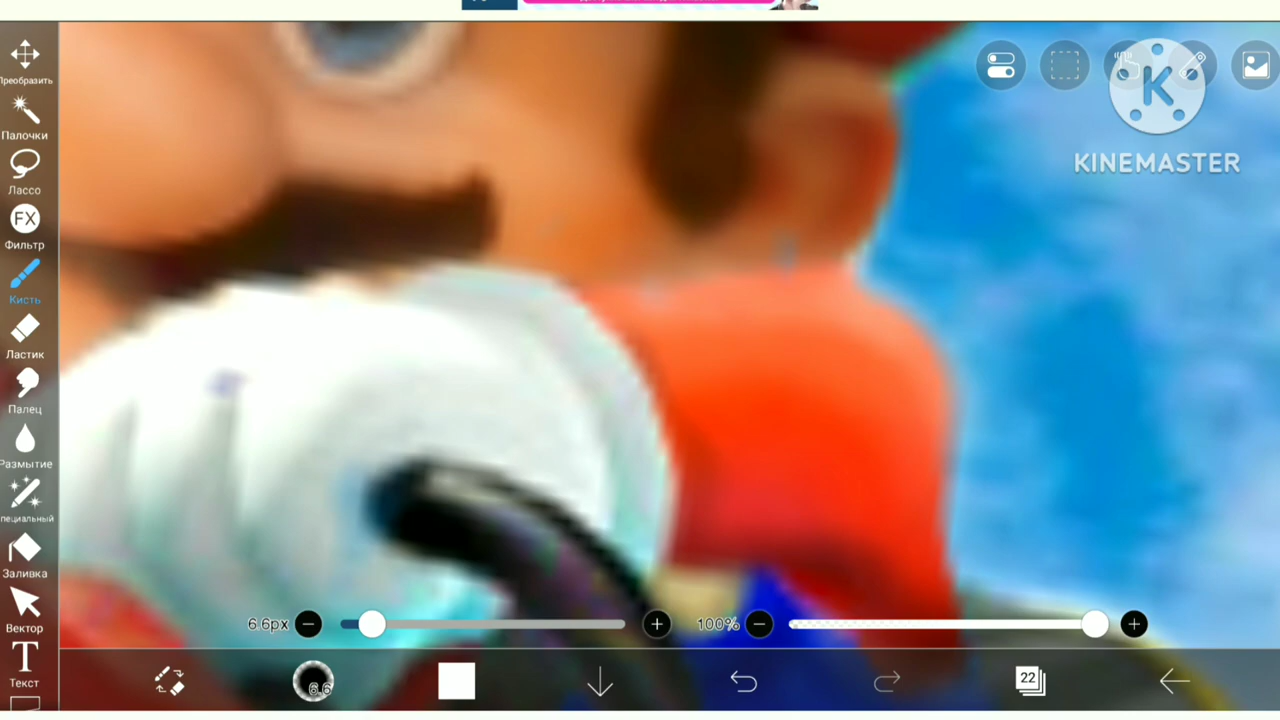 Преобразить
Палочки
Лассо
FX
Фильтр
Кисть
Ластик
Палец
Размытие
пециальный
Заливка
Вектор
T
Текст
K
KINEMASTER
6.6px
100%
6.6
22